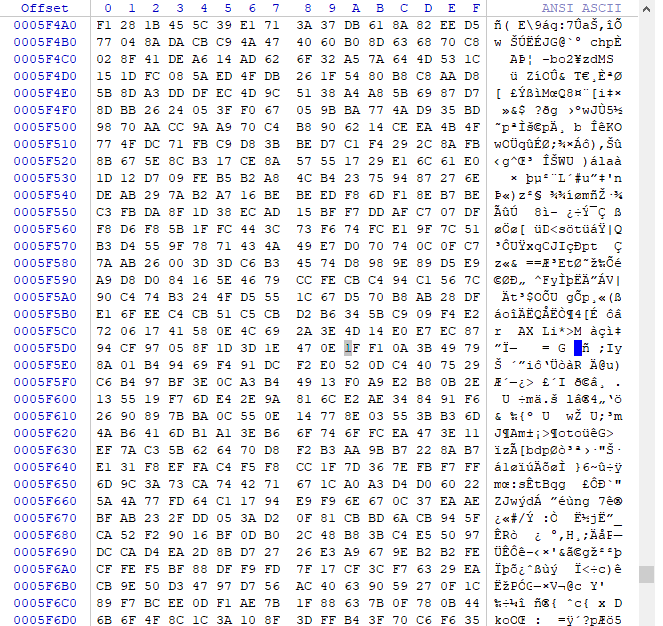 Offset 0 1 2 3 4 5 6 7 8 9 A B C D E F ANSI ASCII
0005F4A0 F1 28 1B 45 5C 39 E1 71 3A 37 DB 61 8A 82 EE D5 ñ( E\9áq:7ÛaŠ‚îÕ
0005F4B0 77 04 8A DA CB C9 4A 47 40 60 B0 8D 63 68 70 C8 w ŠÚËÉJG@`° chpÈ
0005F4C0 02 8F 41 DE A6 14 AD 62 6F 32 A5 7A 64 4D 53 1C AÞ¦ -bo2¥zdMS
0005F4D0 15 1D FC 08 5A ED 4F DB 26 1F 54 80 B8 C8 AA D8 ü ZíOÛ& T€¸ÈªØ
0005F4E0 5B 8D A3 DD DF EC 4D 9C 51 38 A4 A8 5B 69 87 D7 [ £İßìMœQ8¤¨[i‡×
0005F4F0 8D BB 26 24 05 3F F0 67 05 9B BA 77 4A D9 35 BD »&$ ?ğg ›ºwJÙ5½
0005F500 98 70 AA CC 9A A9 70 C4 B8 90 62 14 CE EA 4B 4F ˜pªÌš©pÄ¸ b ÎêKO
0005F510 77 4F DC 71 FB C9 D8 3B BE D7 C1 F4 29 2C 8A FB wOÜqûÉØ;¾×Áô),Šû
0005F520 8B 67 5E 8C B3 17 CE 8A 57 55 17 29 1E 6C 61 E0 ‹g^Œ³ ÎŠWU ) laà
0005F530 1D 12 D7 09 FE B5 B2 A8 4C B4 23 75 94 87 27 6E × şµ²¨L´#u”‡'n
0005F540 DE AB 29 7A B2 A7 16 BE BE ED F8 6D F1 8E B7 BE Ş«)z²§ ¾¾íømñ ·¾
0005F550 C3 FB DA 8F 1D 38 EC AD 15 BF F7 DD AF C7 07 DF ÃûÚ 8ì- ¿÷İ¯Ç ß
0005F560 F8 D6 F8 5B 1F FC 44 3C 73 F6 74 FC E1 9F 7C 51 øÖø[ üD<sötüáŸ|Q
0005F570 B3 D4 55 9F 78 71 43 4A 49 E7 D0 70 74 0C 0F C7 ³ÔUŸxqCJIçĞpt Ç
0005F580 7A AB 26 00 3D 3D C6 B3 45 74 D8 98 9E 89 D5 E9 z«& ==Æ³EtØ˜ ‰Õé
0005F590 A9 D8 D0 84 16 5E 46 79 CC FE CB C4 94 C1 56 7C ©ØĞ„ ^FyÌşËÄ”ÁV|
0005F5A0 90 C4 74 B3 24 4F D5 55 1C 67 D5 70 B8 AB 28 DF Ät³$OÕU gÕp¸«(ß
0005F5B0 E1 6F EE C4 CB 51 C5 CB D2 B6 34 5B C9 09 F4 E2 áoîÄËQÅËÒ¶4[É ôâ
0005F5C0 72 06 17 41 58 0E 4C 69 2A 3E 4D 14 E0 E7 EC 87 r AX Li*>M àçì‡
0005F5D0 94 CF 97 05 8F 1D 3D 1E 47 0E 1F F1 0A 3B 49 79 ”Ï— = G ñ ;Iy
0005F5E0 8A 01 B4 94 69 F4 91 DC F2 E0 52 0D C4 40 75 29 Š ´”iô‘ÜòàR Ä@u)
0005F5F0 C6 B4 97 BF 3E 0C A3 B4 49 13 F0 A9 E2 B8 0B 2E Æ´—¿> £´I ğ©â¸ .
0005F600 13 55 19 F7 6D E4 2E 9A 81 6C E2 AE 34 84 91 F6 U ÷mä.š lâ®4„‘ö
0005F610 26 90 89 7B BA 0C 55 0E 14 77 8E 03 55 3B B3 6D & ‰{º U w U;³m
0005F620 4A B6 41 6D B1 A1 3E B6 6F 74 6F FC EA 47 3E 11 J¶Am±¡>¶otoüêG>
0005F630 EF 7A C3 5B 62 64 70 D8 F2 B3 AA 9B B7 22 8A B7 ïzÃ[bdpØò³ª›·"Š·
0005F640 E1 31 F8 EF FA C4 F5 F8 CC 1F 7D 36 7E FB F7 FF á1øïúÄõøÌ }6~û÷ÿ
0005F650 6D 9C 3A 73 CA 74 42 71 67 1C A0 A3 D4 D0 60 22 mœ:sÊtBqg £ÔĞ`"
0005F660 5A 4A 77 FD 64 C1 17 94 E9 F9 6E 67 0C 37 EA AE ZJwıdÁ ”éùng 7ê®
0005F670 BF AB 23 2F DD 05 3A D2 0F 81 CB BD 6A CB 94 5F ¿«#/İ :Ò Ë½jË”_
0005F680 CA 52 F2 90 16 BF 0D B0 2C 48 B8 3B C4 E5 50 97 ÊRò ¿ °,H¸;ÄåP—
0005F690 DC CA D4 EA 2D 8B D7 27 26 E3 A9 67 9E B2 B2 FE ÜÊÔê-‹×'&ã©g ²²ş
0005F6A0 CF FE F5 BF 88 DF F9 FD 7F 17 CF 3C F7 63 29 EA Ïşõ¿ˆßùı Ï<÷c)ê
0005F6B0 CB 9E 50 D3 47 97 D7 56 AC 40 63 90 59 27 0F 1C Ë PÓG—×V¬@c Y'
0005F6C0 89 F7 BC EE 0D F1 AE 7B 1F 88 63 7B 0F 78 0B 44 ‰÷¼î ñ®{ ˆc{ x D
0005F6D0 6B 6F 4F 8C 1C 3A 10 8F 3D FF B4 3F 70 C6 F6 35 koOŒ : =ÿ´?pÆö5